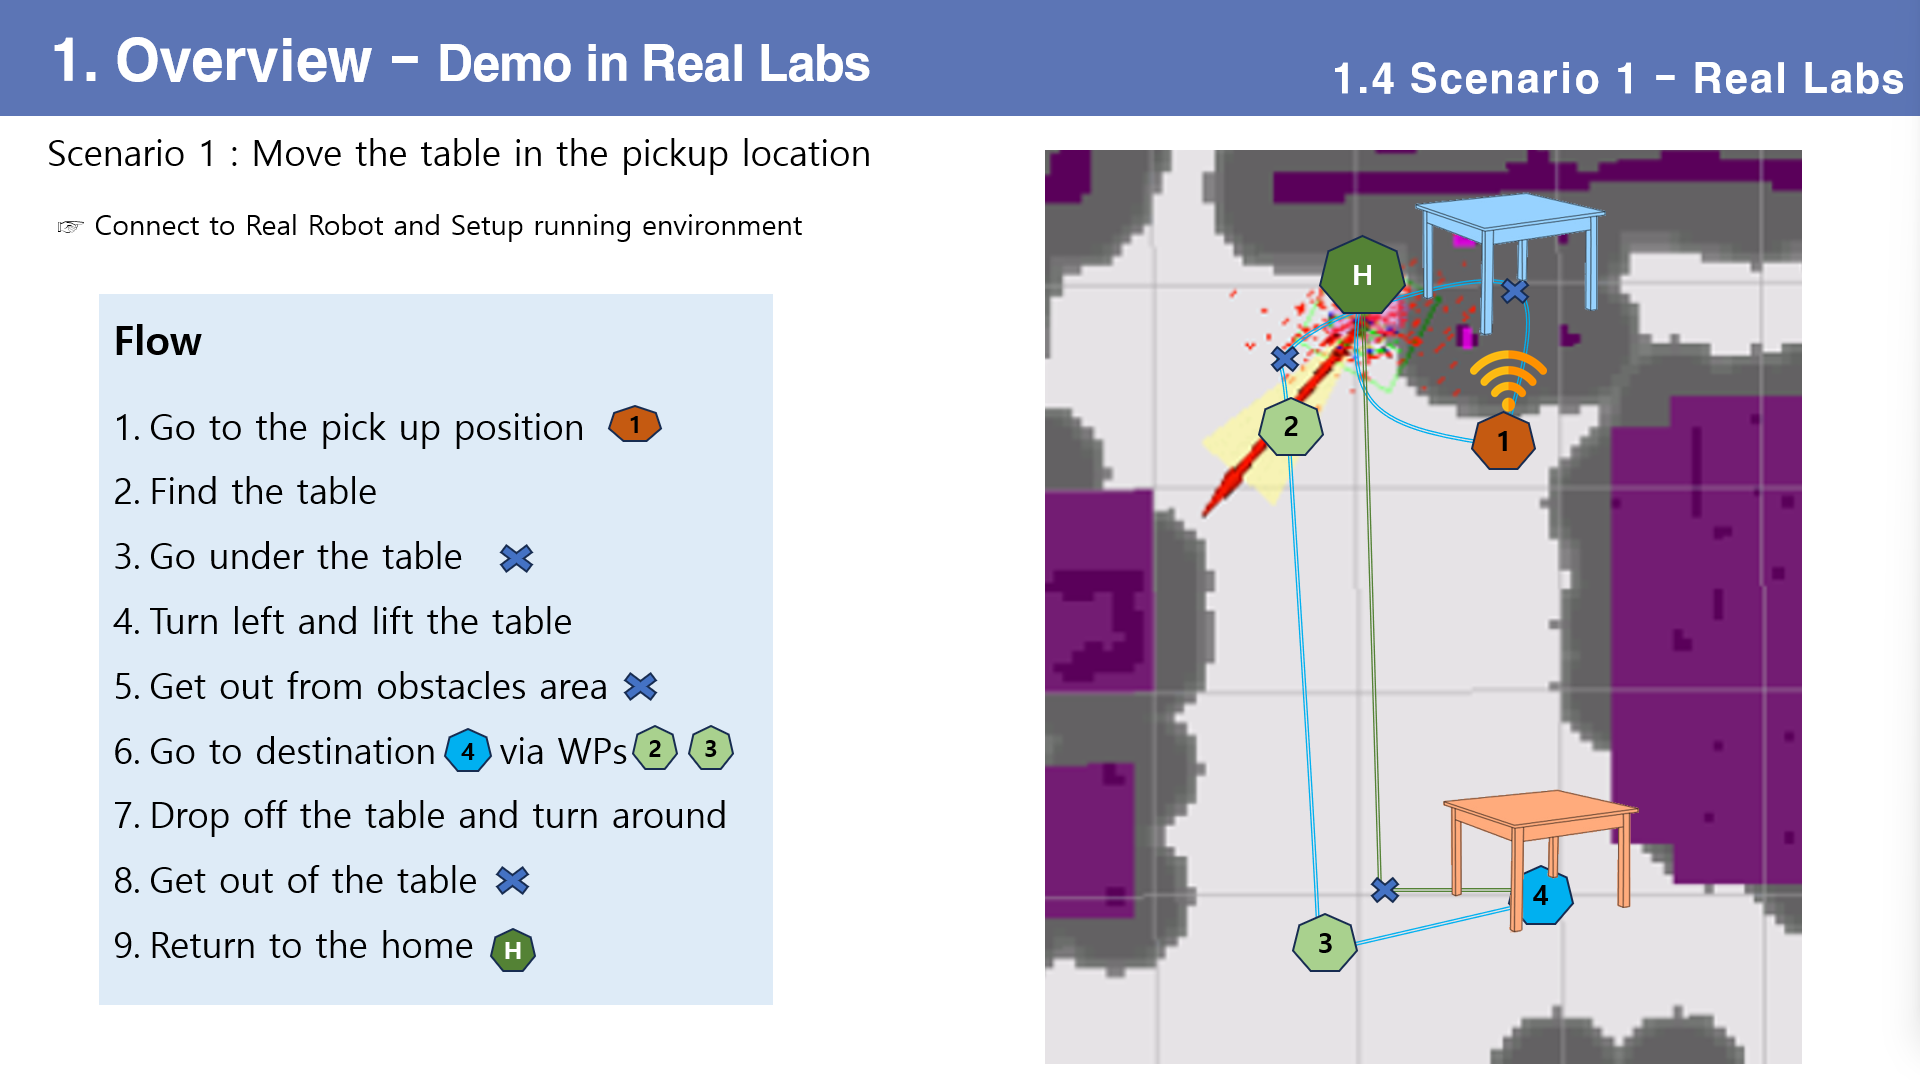 1. Overview – Demo in Real Labs
1.4 Scenario 1 – Real Labs
Scenario 1 : Move the table in the pickup location
☞ Connect to Real Robot and Setup running environment
Flow
1. Go to the pick up position 1
2. Find the table
3. Go under the table
4. Turn left and lift the table
5. Get out from obstacles area
6. Go to destination 4 via WPs 2 3
7. Drop off the table and turn around
8. Get out of the table
9. Return to the home H
H
2
1
4
3